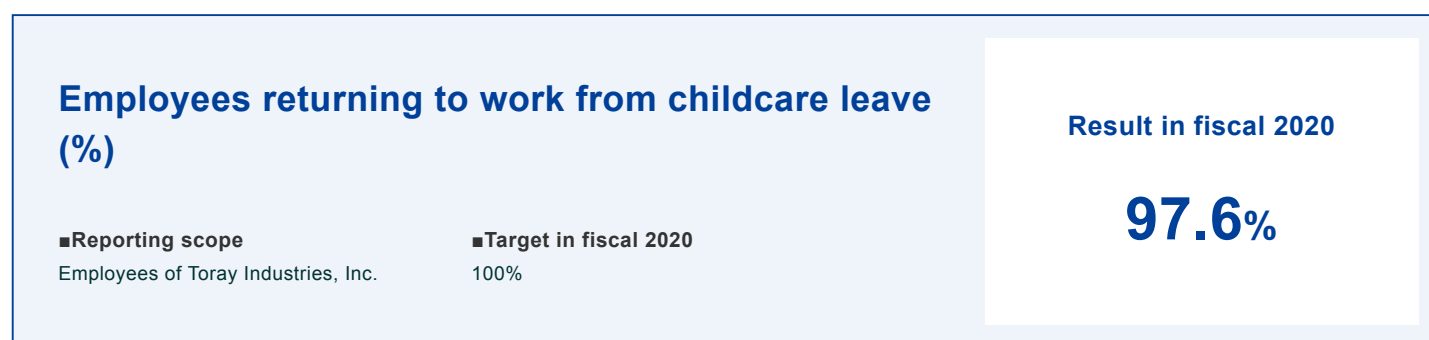 Employees returning to work from childcare leave
(%)
■Reporting scope
Employees of Toray Industries, Inc.
■Target in fiscal 2020
100%
Result in fiscal 2020
97.6%